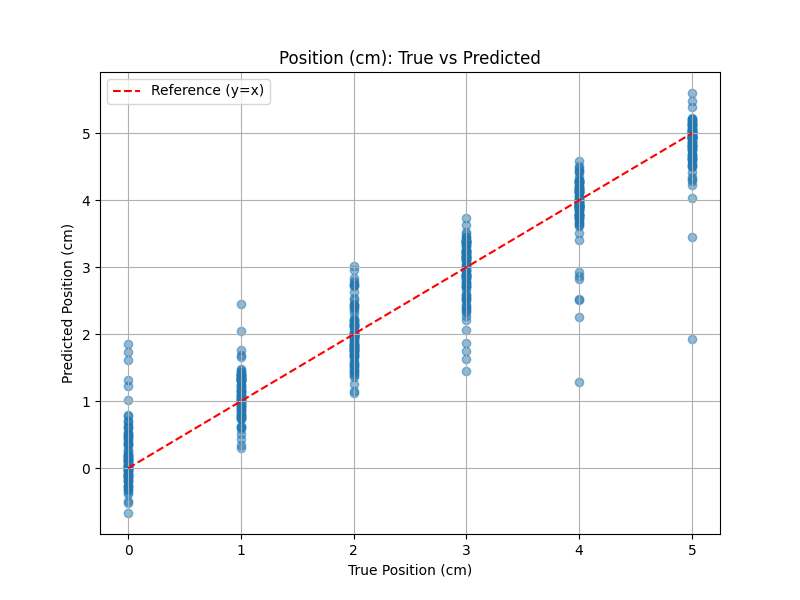 Position (cm): True vs Predicted
Reference (y=x)
Predicted Position (cm)
5
4
3
2
1
0
0 1 2 3 4 5
True Position (cm)